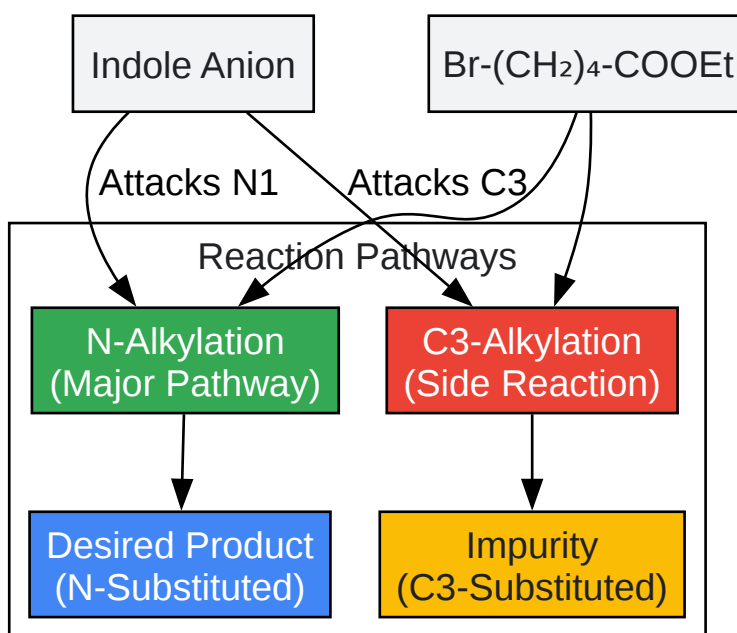 Indole Anion
Br-(CH₂)₄-COOEt
Attacks N1
Attacks C3
Reaction Pathways
N-Alkylation
(Major Pathway)
C3-Alkylation
(Side Reaction)
Desired Product
(N-Substituted)
Impurity
(C3-Substituted)